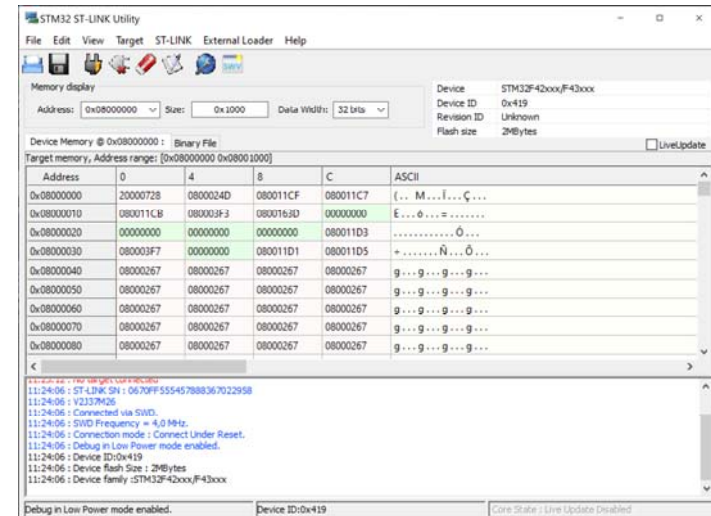 STM32 ST-LINK Utility
File Edit View Target ST-LINK External Loader Help
SWV
Memory display
Address: 0x08000000 Size: 0x1000 Data Width: 32 bits
Device STM32F42xxx/F43xxx
Device ID 0x419
Revision ID Unknown
Flash size 2MBytes
Device Memory @ 0x08000000 : Binary File
LiveUpdate
Target memory, Address range: [0x08000000 0x08001000]
Address 0 4 8 C ASCII
0x08000000 20000728 0800024D 080011CF 080011C7 (.. M...Ï...Ç...
0x08000010 080011CB 080003F3 0800163D 00000000 Ë...ó...=.......
0x08000020 00000000 00000000 00000000 080011D3 ............Ó...
0x08000030 080003F7 00000000 080011D1 080011D5 ÷.......Ñ...Õ...
0x08000040 08000267 08000267 08000267 08000267 g...g...g...g...
0x08000050 08000267 08000267 08000267 08000267 g...g...g...g...
0x08000060 08000267 08000267 08000267 08000267 g...g...g...g...
0x08000070 08000267 08000267 08000267 08000267 g...g...g...g...
0x08000080 08000267 08000267 08000267 08000267 g...g...g...g...
11:24:06 : ST-LINK SN : 0670FF555457888367022958
11:24:06 : V2J37M26
11:24:06 : Connected via SWD.
11:24:06 : SWD Frequency = 4,0 MHz.
11:24:06 : Connection mode : Connect Under Reset.
11:24:06 : Debug in Low Power mode enabled.
11:24:06 : Device ID:0x419
11:24:06 : Device flash Size : 2MBytes
11:24:06 : Device family :STM32F42xxx/F43xxx
Debug in Low Power mode enabled. Device ID:0x419 Core State : Live Update Disabled